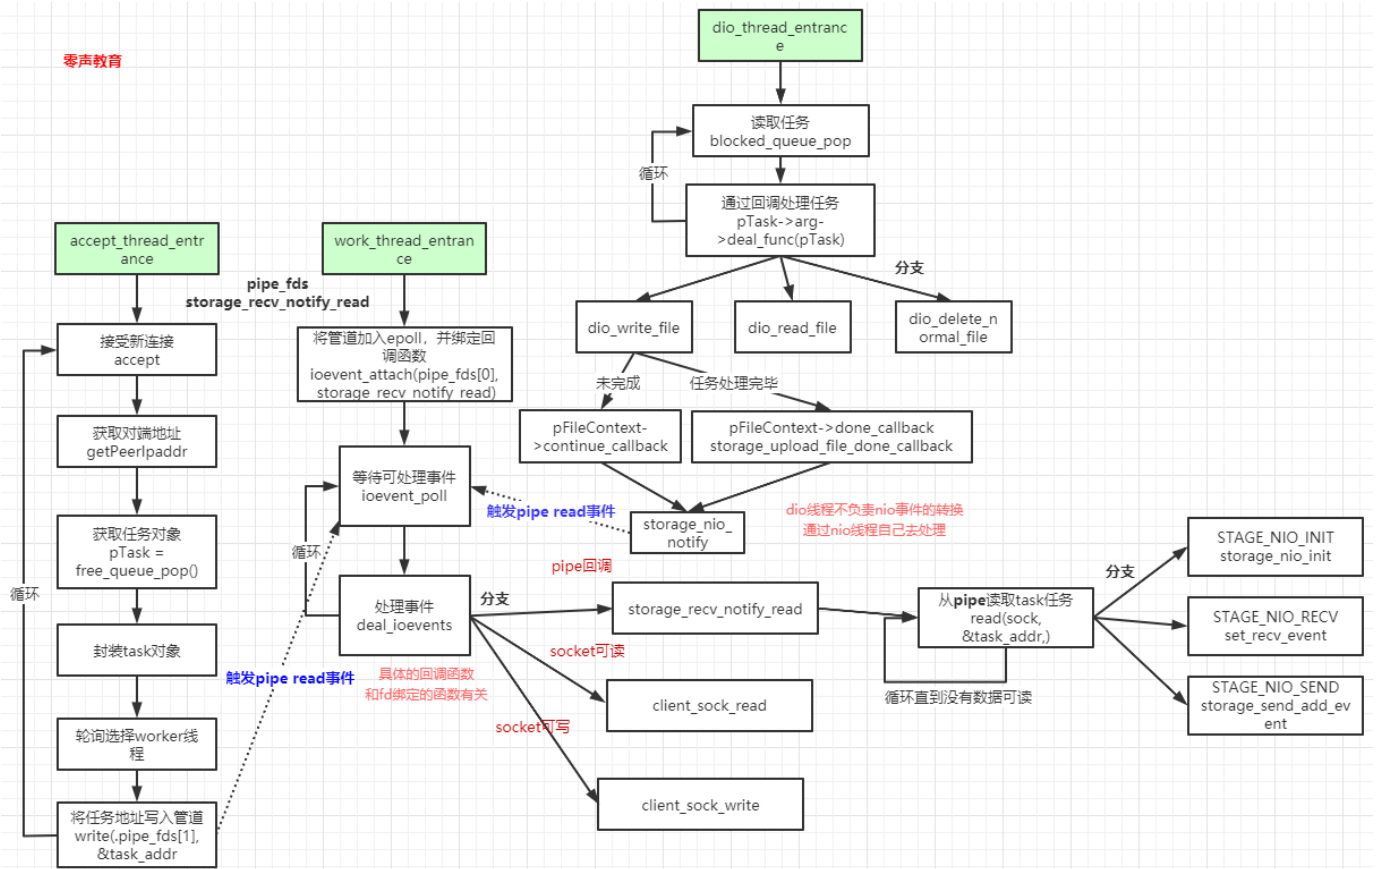 零声教育
dio_thread_entranc
e
读取任务
blocked_queue_pop
循环
通过回调处理任务
pTask->arg-
>deal_func(pTask)
分支
dio_write_file
dio_read_file
dio_delete_n
ormal_file
未完成
任务处理完毕
pFileContext-
>continue_callback
pFileContext->done_callback
storage_upload_file_done_callback
storage_nio_
notify
dio线程不负责nio事件的转换
通过nio线程自己去处理
accept_thread_entr
ance
接受新连接
accept
获取对端地址
getPeerIpaddr
获取任务对象
pTask =
free_queue_pop()
循环
封装task对象
轮询选择worker线
程
将任务地址写入管道
write(.pipe_fds[1],
&task_addr
触发pipe read事件
pipe_fds
storage_recv_notify_read
work_thread_entran
ce
将管道加入epoll，并绑定回
调函数
ioevent_attach(pipe_fds[0],
storage_recv_notify_read)
等待可处理事件
ioevent_poll
触发pipe read事件
循环
处理事件
deal_ioevents
分支
具体的回调函数
和fd绑定的函数有关
pipe回调
storage_recv_notify_read
socket可读
client_sock_read
socket可写
client_sock_write
从pipe读取task任务
read(sock,
&task_addr,)
循环直到没有数据可读
分支
STAGE_NIO_INIT
storage_nio_init
STAGE_NIO_RECV
set_recv_event
STAGE_NIO_SEND
storage_send_add_ev
ent